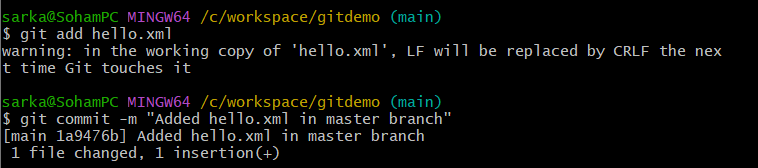 sarka@SohamPC MINGW64 /c/workspace/gitdemo (main)
$ git add hello.xml
warning: in the working copy of 'hello.xml', LF will be replaced by CRLF the nex
t time Git touches it
sarka@SohamPC MINGW64 /c/workspace/gitdemo (main)
$ git commit -m "Added hello.xml in master branch"
[main 1a9476b] Added hello.xml in master branch
 1 file changed, 1 insertion(+)